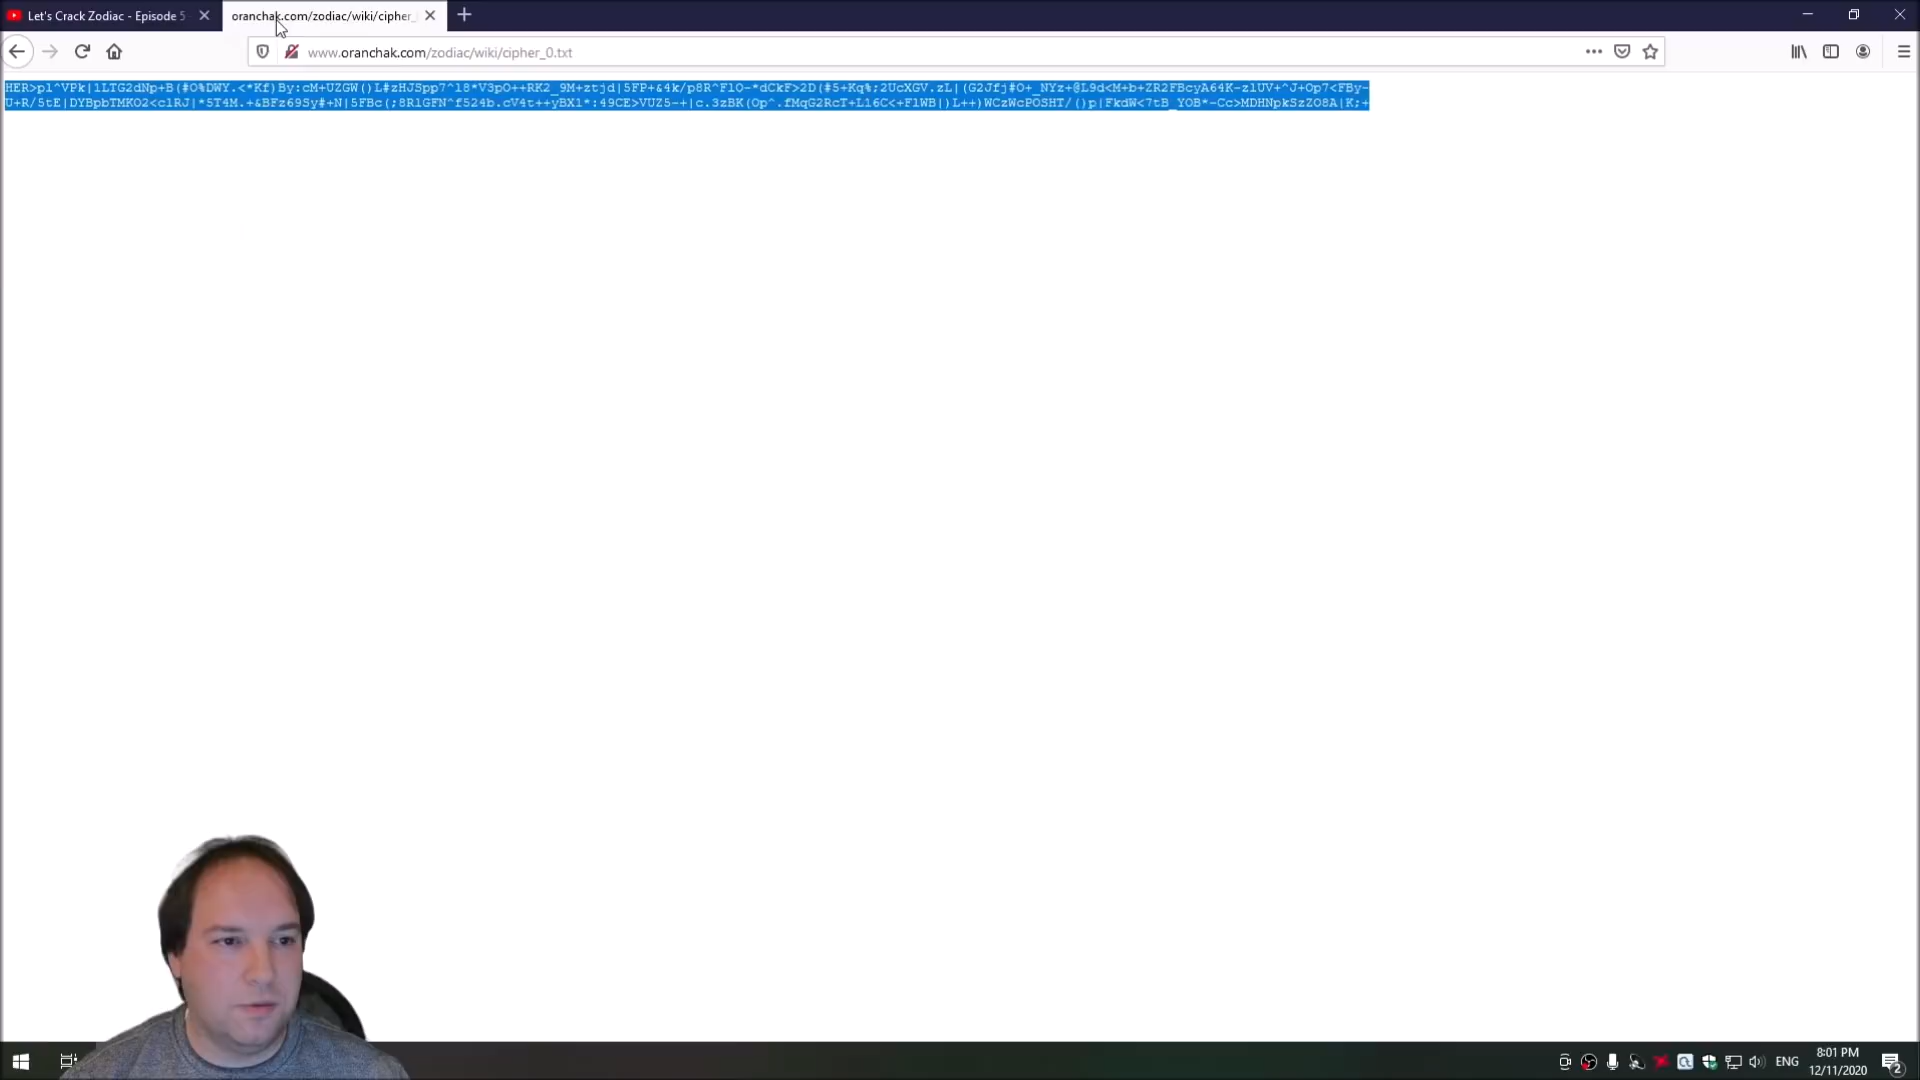 Let's Crack Zodiac - Episode 5
oranchak.com/zodiac/wiki/cipher_
www.oranchak.com/zodiac/wiki/cipher_0.txt
HER>pl^VPk|1LTG2dNp+B(#O%DWY.<*Kf)By:cM+UZGW()L#zHJSpp7^l8*V3pO++RK2_9M+ztjd|5FP+&4k/p8R^FlO-*dCkF>2D(#5+Kq%;2UcXGV.zL|(G2Jfj#O+_NYz+@L9d<M+b+ZR2FBcyA64K-zlUV+^J+Op7<FBy-
U+R/5tE|DYBpbTMKO2<clRJ|*5T4M.+&BFz69Sy#+N|5FBc(;8RlGFN^f524b.cV4t++yBX1*:49CE>VUZ5-+|c.3zBK(Op^.fMqG2RcT+L16C<+FlWB|)L++)WCzWcPOSHT/()p|FkdW<7tB_YOB*-Cc>MDHNpkSzZO8A|K;+
ENG
8:01 PM
12/11/2020
2